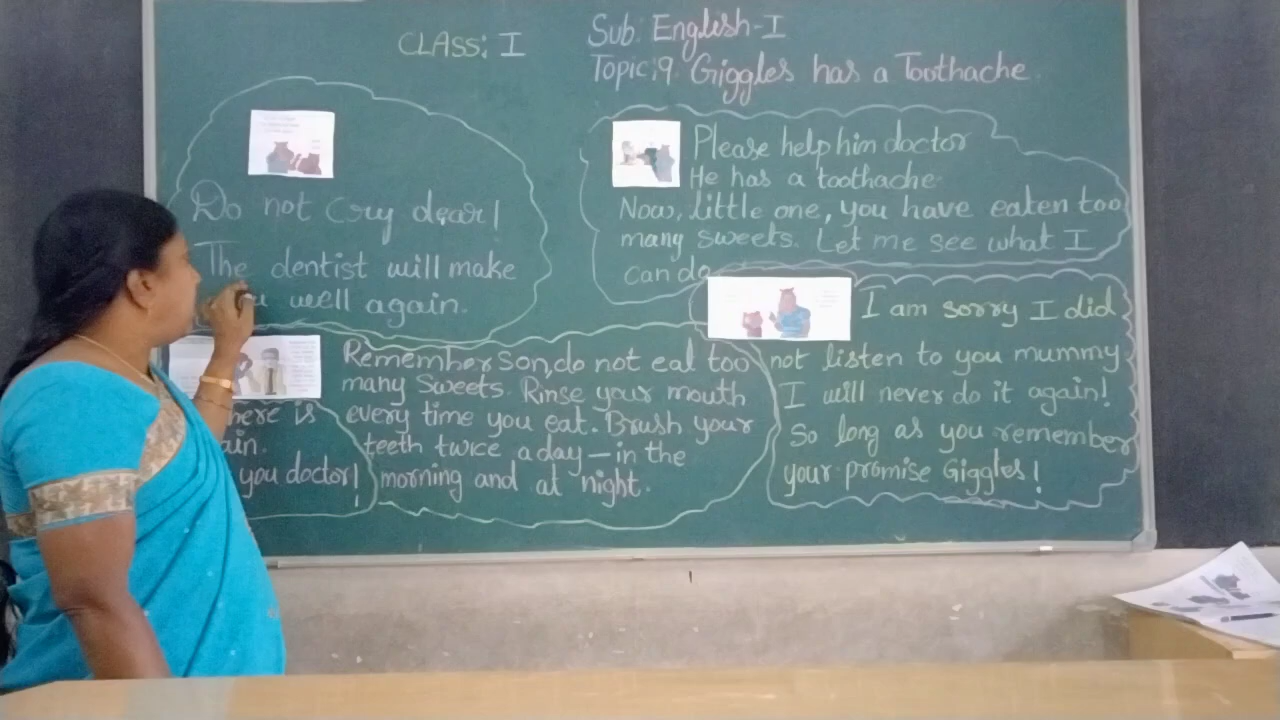 CLASS: I
Sub: English-I
Topic:9 Giggles has a Toothache
Do not Cry dear!
The dentist will make
well again.
Please help him doctor
He has a toothache
Now, little one, you have eaten too
many sweets. Let me see what I
can do
I am sorry I did
not listen to you mummy
I will never do it again!
So long as you remember
your promise Giggles!
is
you doctor!
Remember son, do not eat too
many Sweets. Rinse your mouth
every time you eat. Brush your
teeth twice a day - in the
morning and at night.